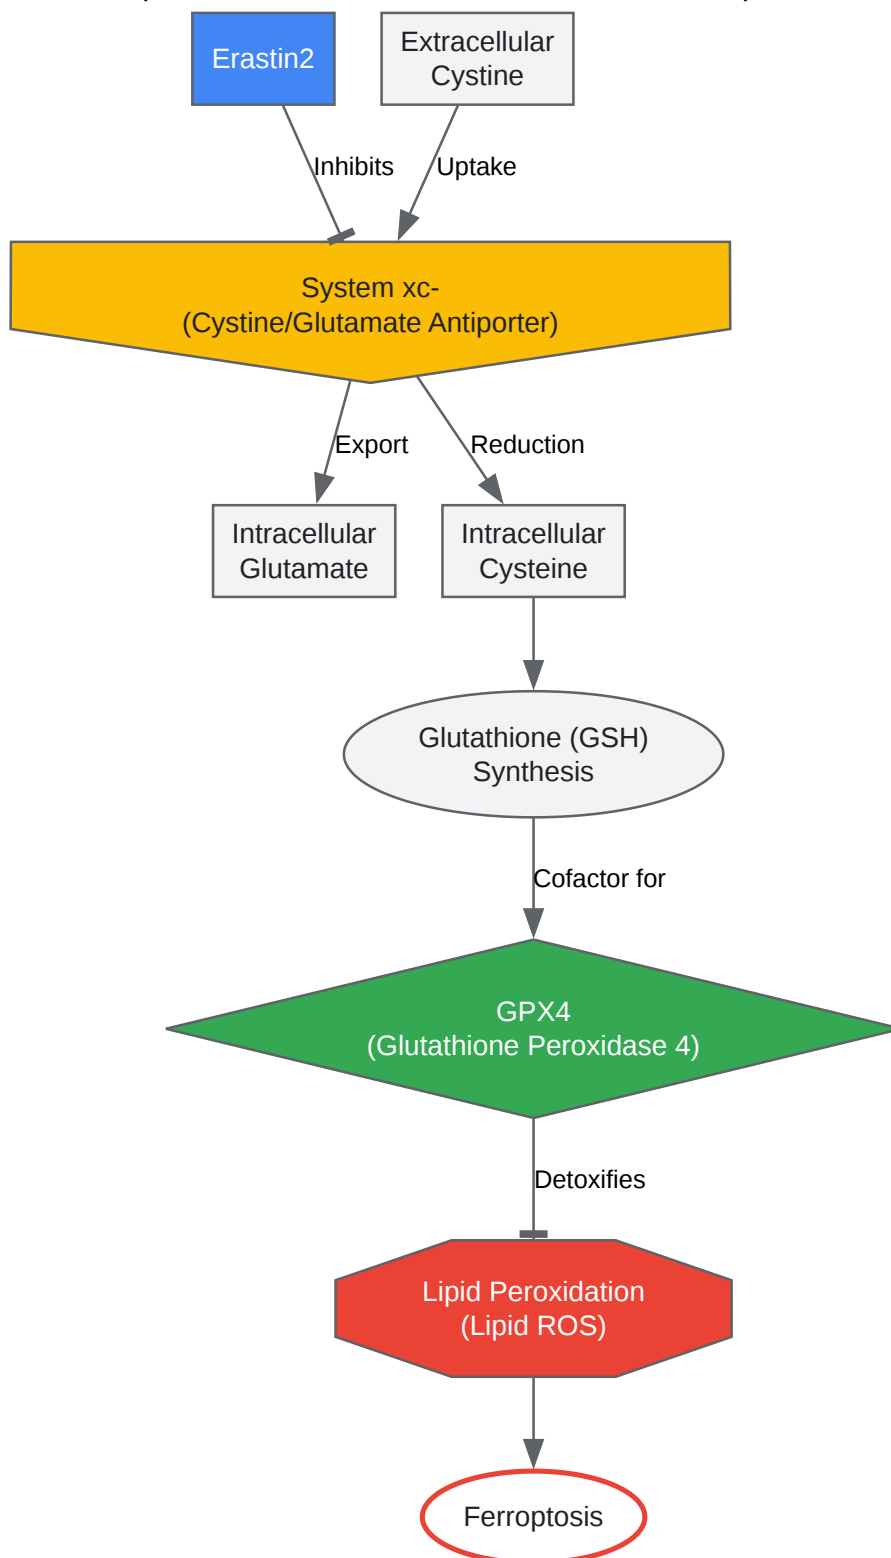 Erastin2
Extracellular
Cystine
Inhibits
Uptake
System xc-
(Cystine/Glutamate Antiporter)
Export
Reduction
Intracellular
Glutamate
Intracellular
Cysteine
Glutathione (GSH)
Synthesis
Cofactor for
GPX4
(Glutathione Peroxidase 4)
Detoxifies
Lipid Peroxidation
(Lipid ROS)
Ferroptosis